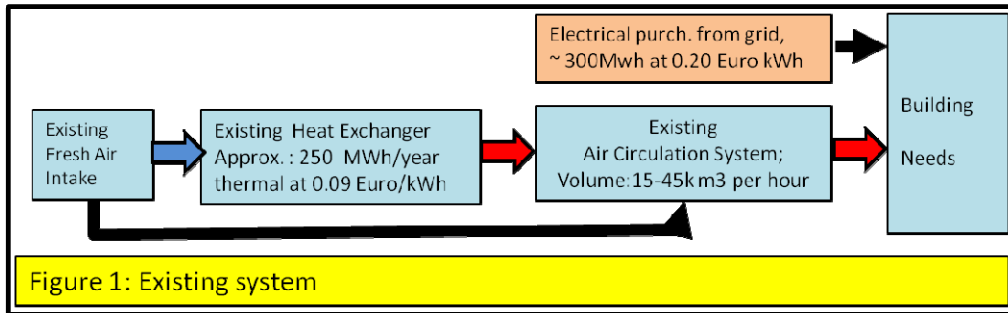 Electrical purch. from grid,
~ 300Mwh at 0.20 Euro kWh
Existing
Fresh Air
Intake
Existing Heat Exchanger
Approx. : 250 MWh/year
thermal at 0.09 Euro/kWh
Existing
Air Circulation System;
Volume:15-45k m3 per hour
Building
Needs
Figure 1: Existing system